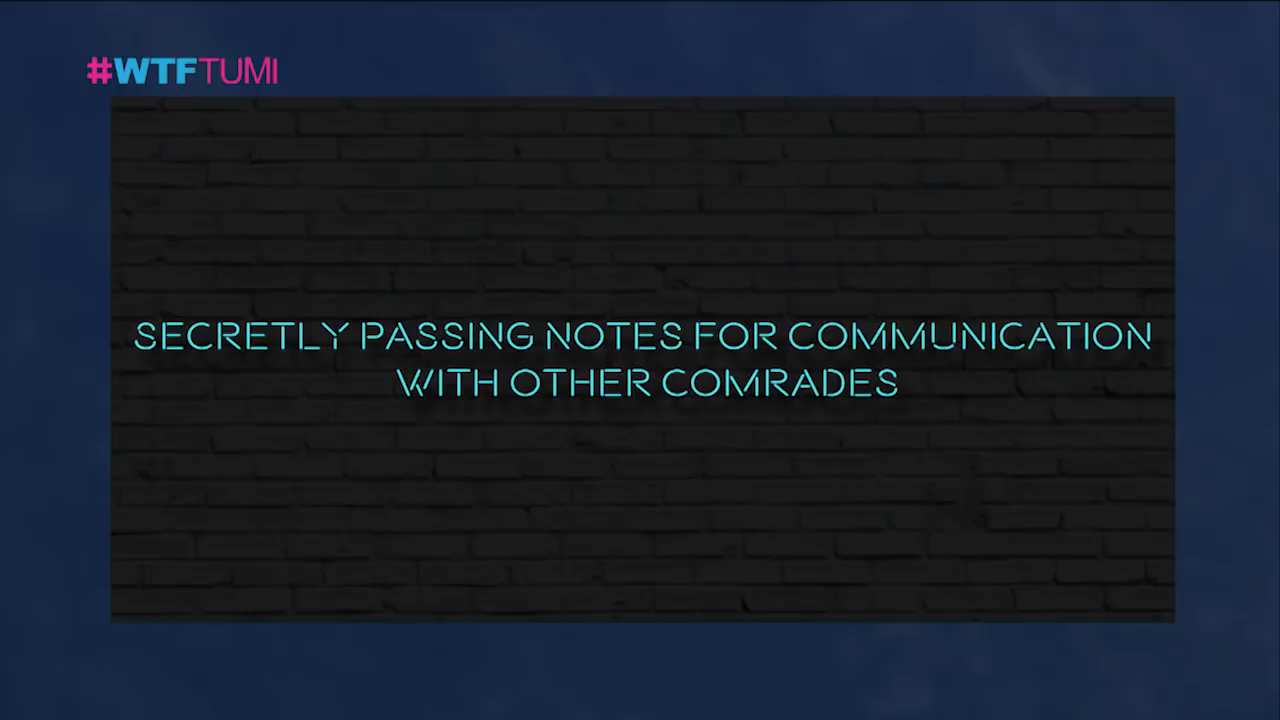 #WTFTUMI
SECRETLY PASSING NOTES FOR COMMUNICATION
WITH OTHER COMRADES